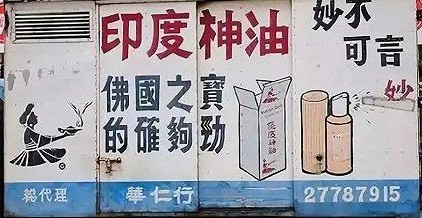 印度神油
妙不
可言
佛國之寶
的確夠勁
印度神油
妙
總代理
華仁行
27787915